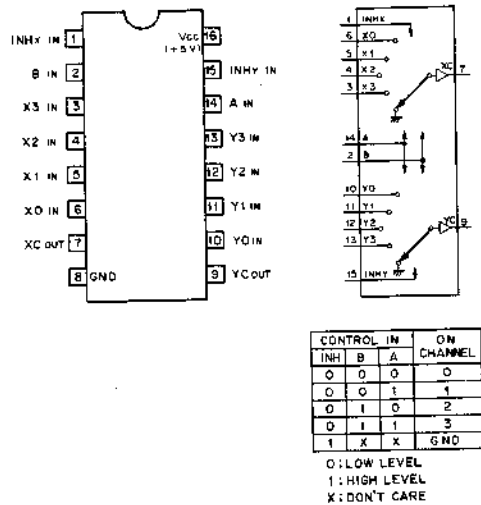 INHX IN 1
B IN 2
X3 IN 3
X2 IN 4
X1 IN 5
X0 IN 6
XC OUT 7
8 GND
Vcc 16
(+5V)
15 INHY IN
14 A IN
13 Y3 IN
12 Y2 IN
11 Y1 IN
10 Y0 IN
9 YC OUT
1 INHX
6 X0
5 X1
4 X2
3 X3
XC 7
14 A
2 B
10 Y0
11 Y1
12 Y2
13 Y3
YC 9
15 INHY
CONTROL IN ON CHANNEL
INH B A
0 0 0 0
0 0 1 1
0 1 0 2
0 1 1 3
1 X X GND
0:LOW LEVEL
1:HIGH LEVEL
X:DON'T CARE